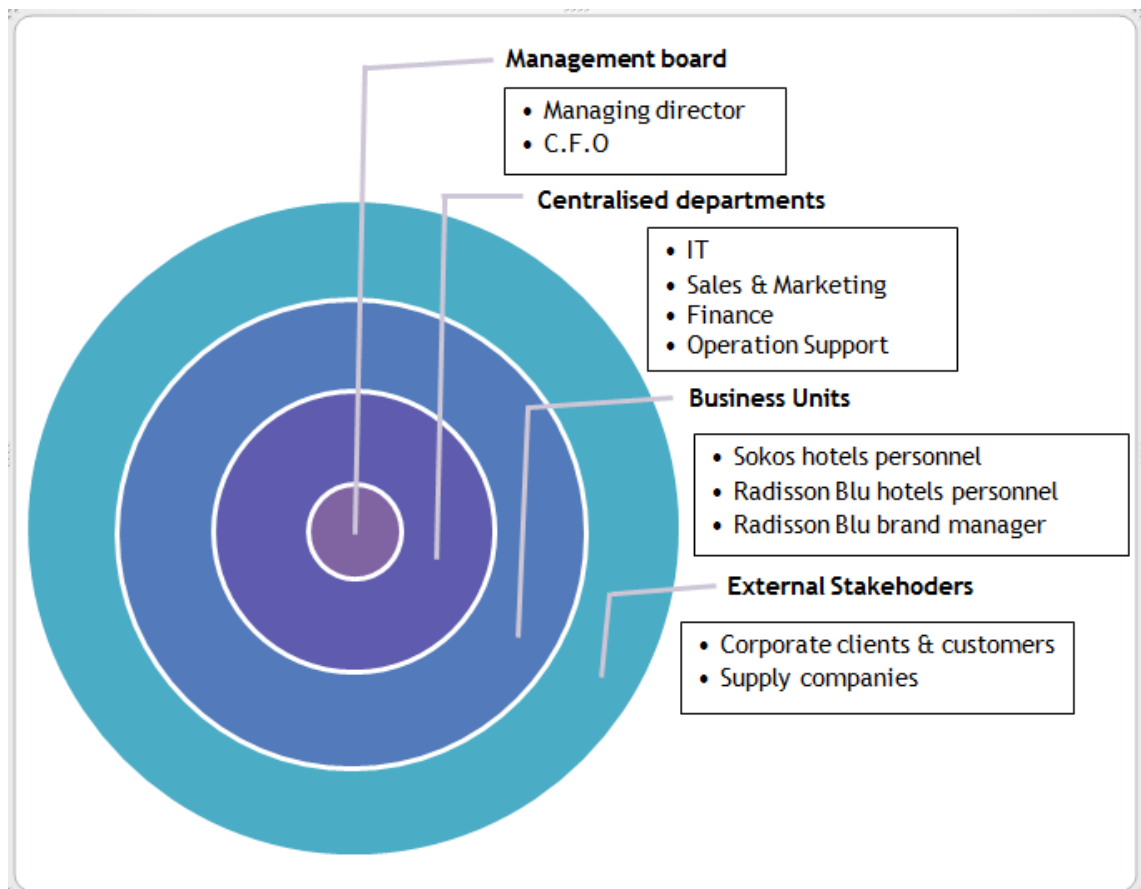 Management board
• Managing director
• C.F.O
Centralised departments
• IT
• Sales & Marketing
• Finance
• Operation Support
Business Units
• Sokos hotels personnel
• Radisson Blu hotels personnel
• Radisson Blu brand manager
External Stakehoders
• Corporate clients & customers
• Supply companies